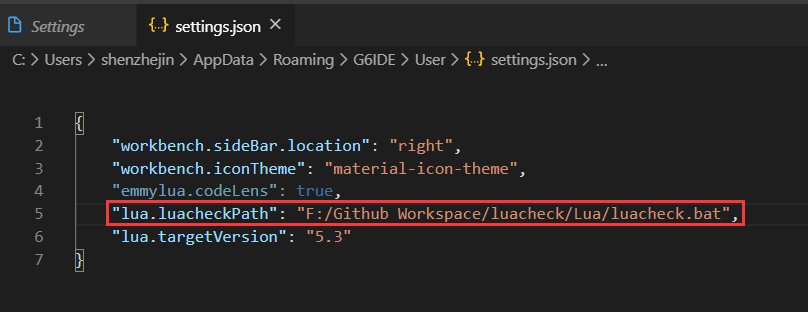 Settings
{..} settings.json ×
C: > Users > shenzhejin > AppData > Roaming > G6IDE > User > {..} settings.json > ...
1 {
2 "workbench.sideBar.location": "right",
3 "workbench.iconTheme": "material-icon-theme",
4 "emmylua.codeLens": true,
5 "lua.luacheckPath": "F:/Github Workspace/luacheck/Lua/luacheck.bat",
6 "lua.targetVersion": "5.3"
7 }